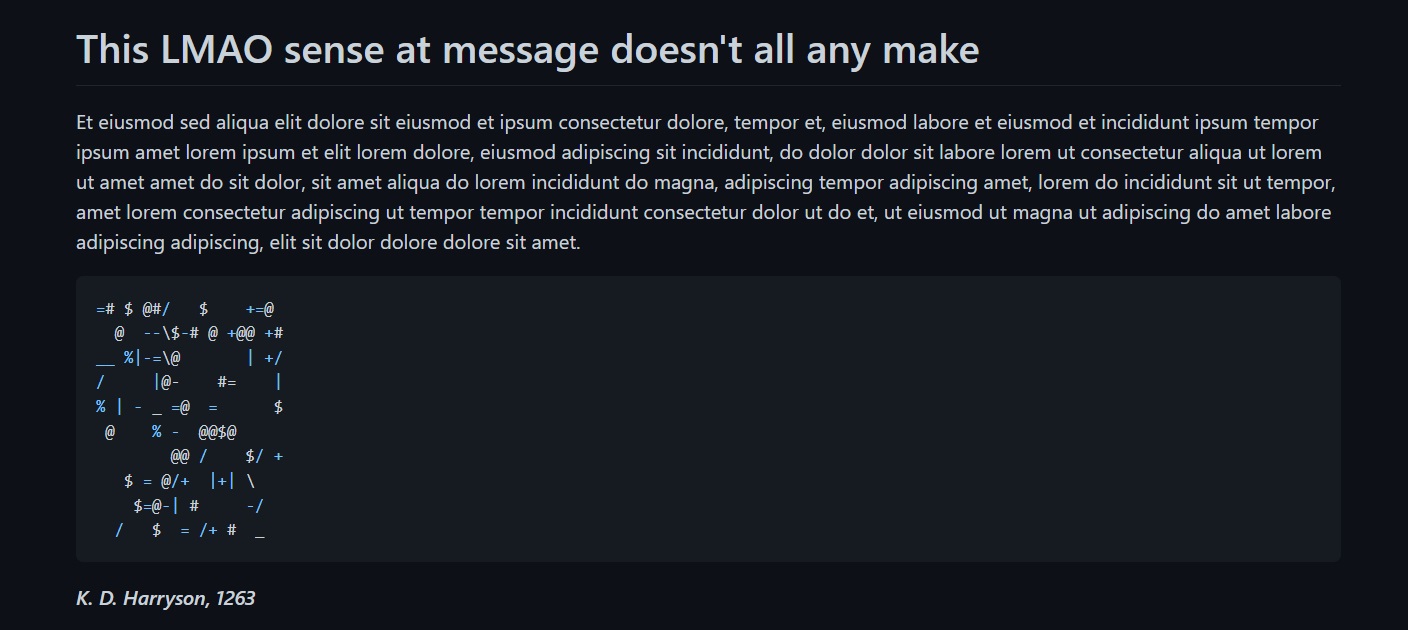 This LMAO sense at message doesn't all any make
Et eiusmod sed aliqua elit dolore sit eiusmod et ipsum consectetur dolore, tempor et, eiusmod labore et eiusmod et incididunt ipsum tempor
ipsum amet lorem ipsum et elit lorem dolore, eiusmod adipiscing sit incididunt, do dolor dolor sit labore lorem ut consectetur aliqua ut lorem
ut amet amet do sit dolor, sit amet aliqua do lorem incididunt do magna, adipiscing tempor adipiscing amet, lorem do incididunt sit ut tempor,
amet lorem consectetur adipiscing ut tempor tempor incididunt consectetur dolor ut do et, ut eiusmod ut magna ut adipiscing do amet labore
adipiscing adipiscing, elit sit dolor dolore dolore sit amet.
=# $ @#/   $    +=@
  @  --\$-# @ +@@ +#
__ %|-=\@       | +/
/     |@-    #=    |
% | - _ =@  =      $
 @    % -  @@$@
        @@ /    $/ +
   $ = @/+  |+| \
    $=@-| #     -/
  /   $  = /+ #  _
K. D. Harryson, 1263